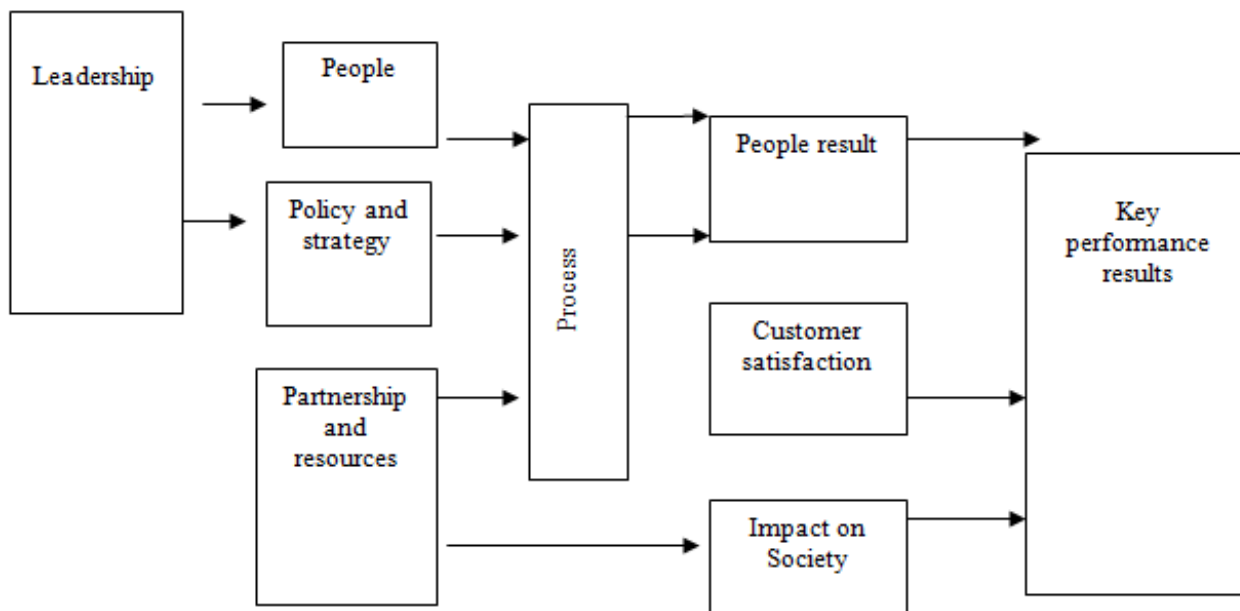 Leadership
People
Policy and
strategy
Partnership
and
resources
Process
People result
Customer
satisfaction
Impact on
Society
Key
performance
results